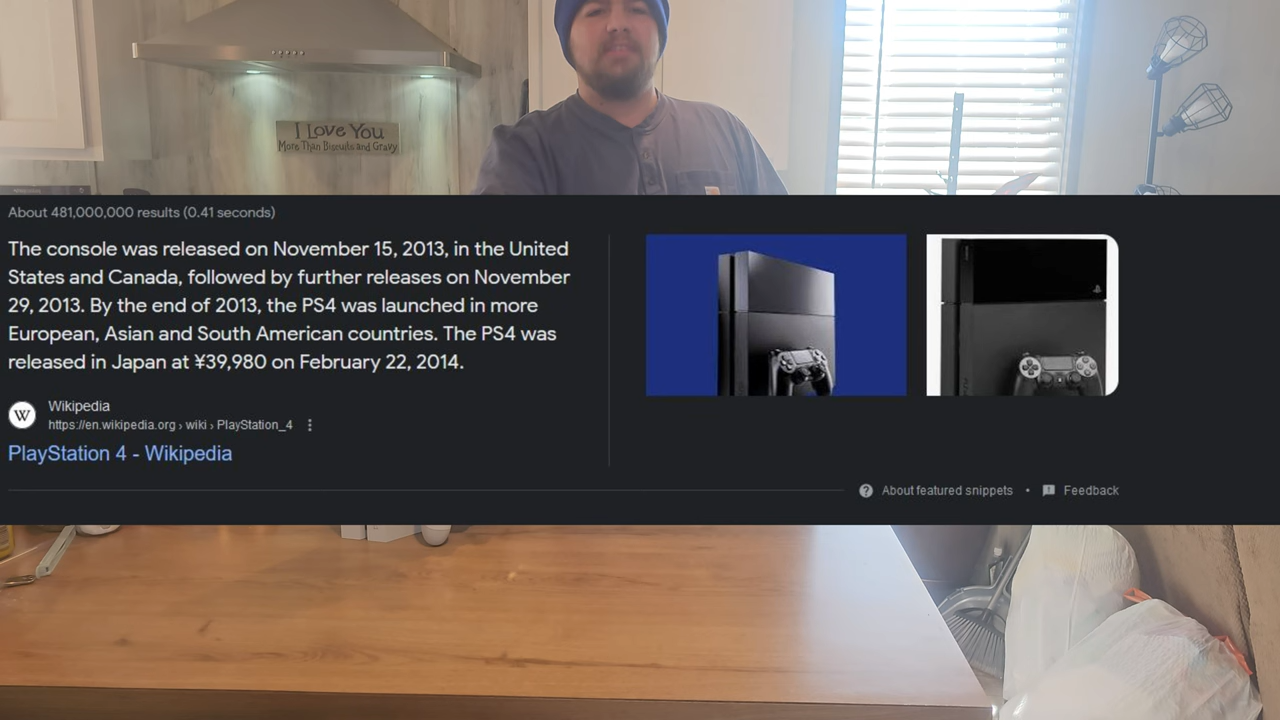 I Love You
More Than Biscuits and Gravy
About 481,000,000 results (0.41 seconds)
The console was released on November 15, 2013, in the United
States and Canada, followed by further releases on November
29, 2013. By the end of 2013, the PS4 was launched in more
European, Asian and South American countries. The PS4 was
released in Japan at ¥39,980 on February 22, 2014.
W
Wikipedia
https://en.wikipedia.org › wiki › PlayStation_4
PlayStation 4 - Wikipedia
About featured snippets • Feedback